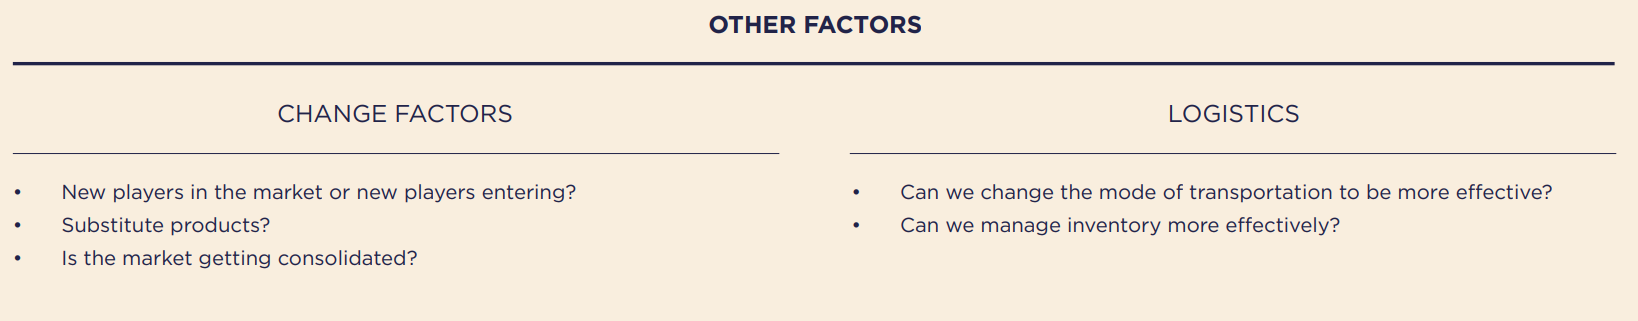 OTHER FACTORS
CHANGE FACTORS
• New players in the market or new players entering?
• Substitute products?
• Is the market getting consolidated?
LOGISTICS
• Can we change the mode of transportation to be more effective?
• Can we manage inventory more effectively?